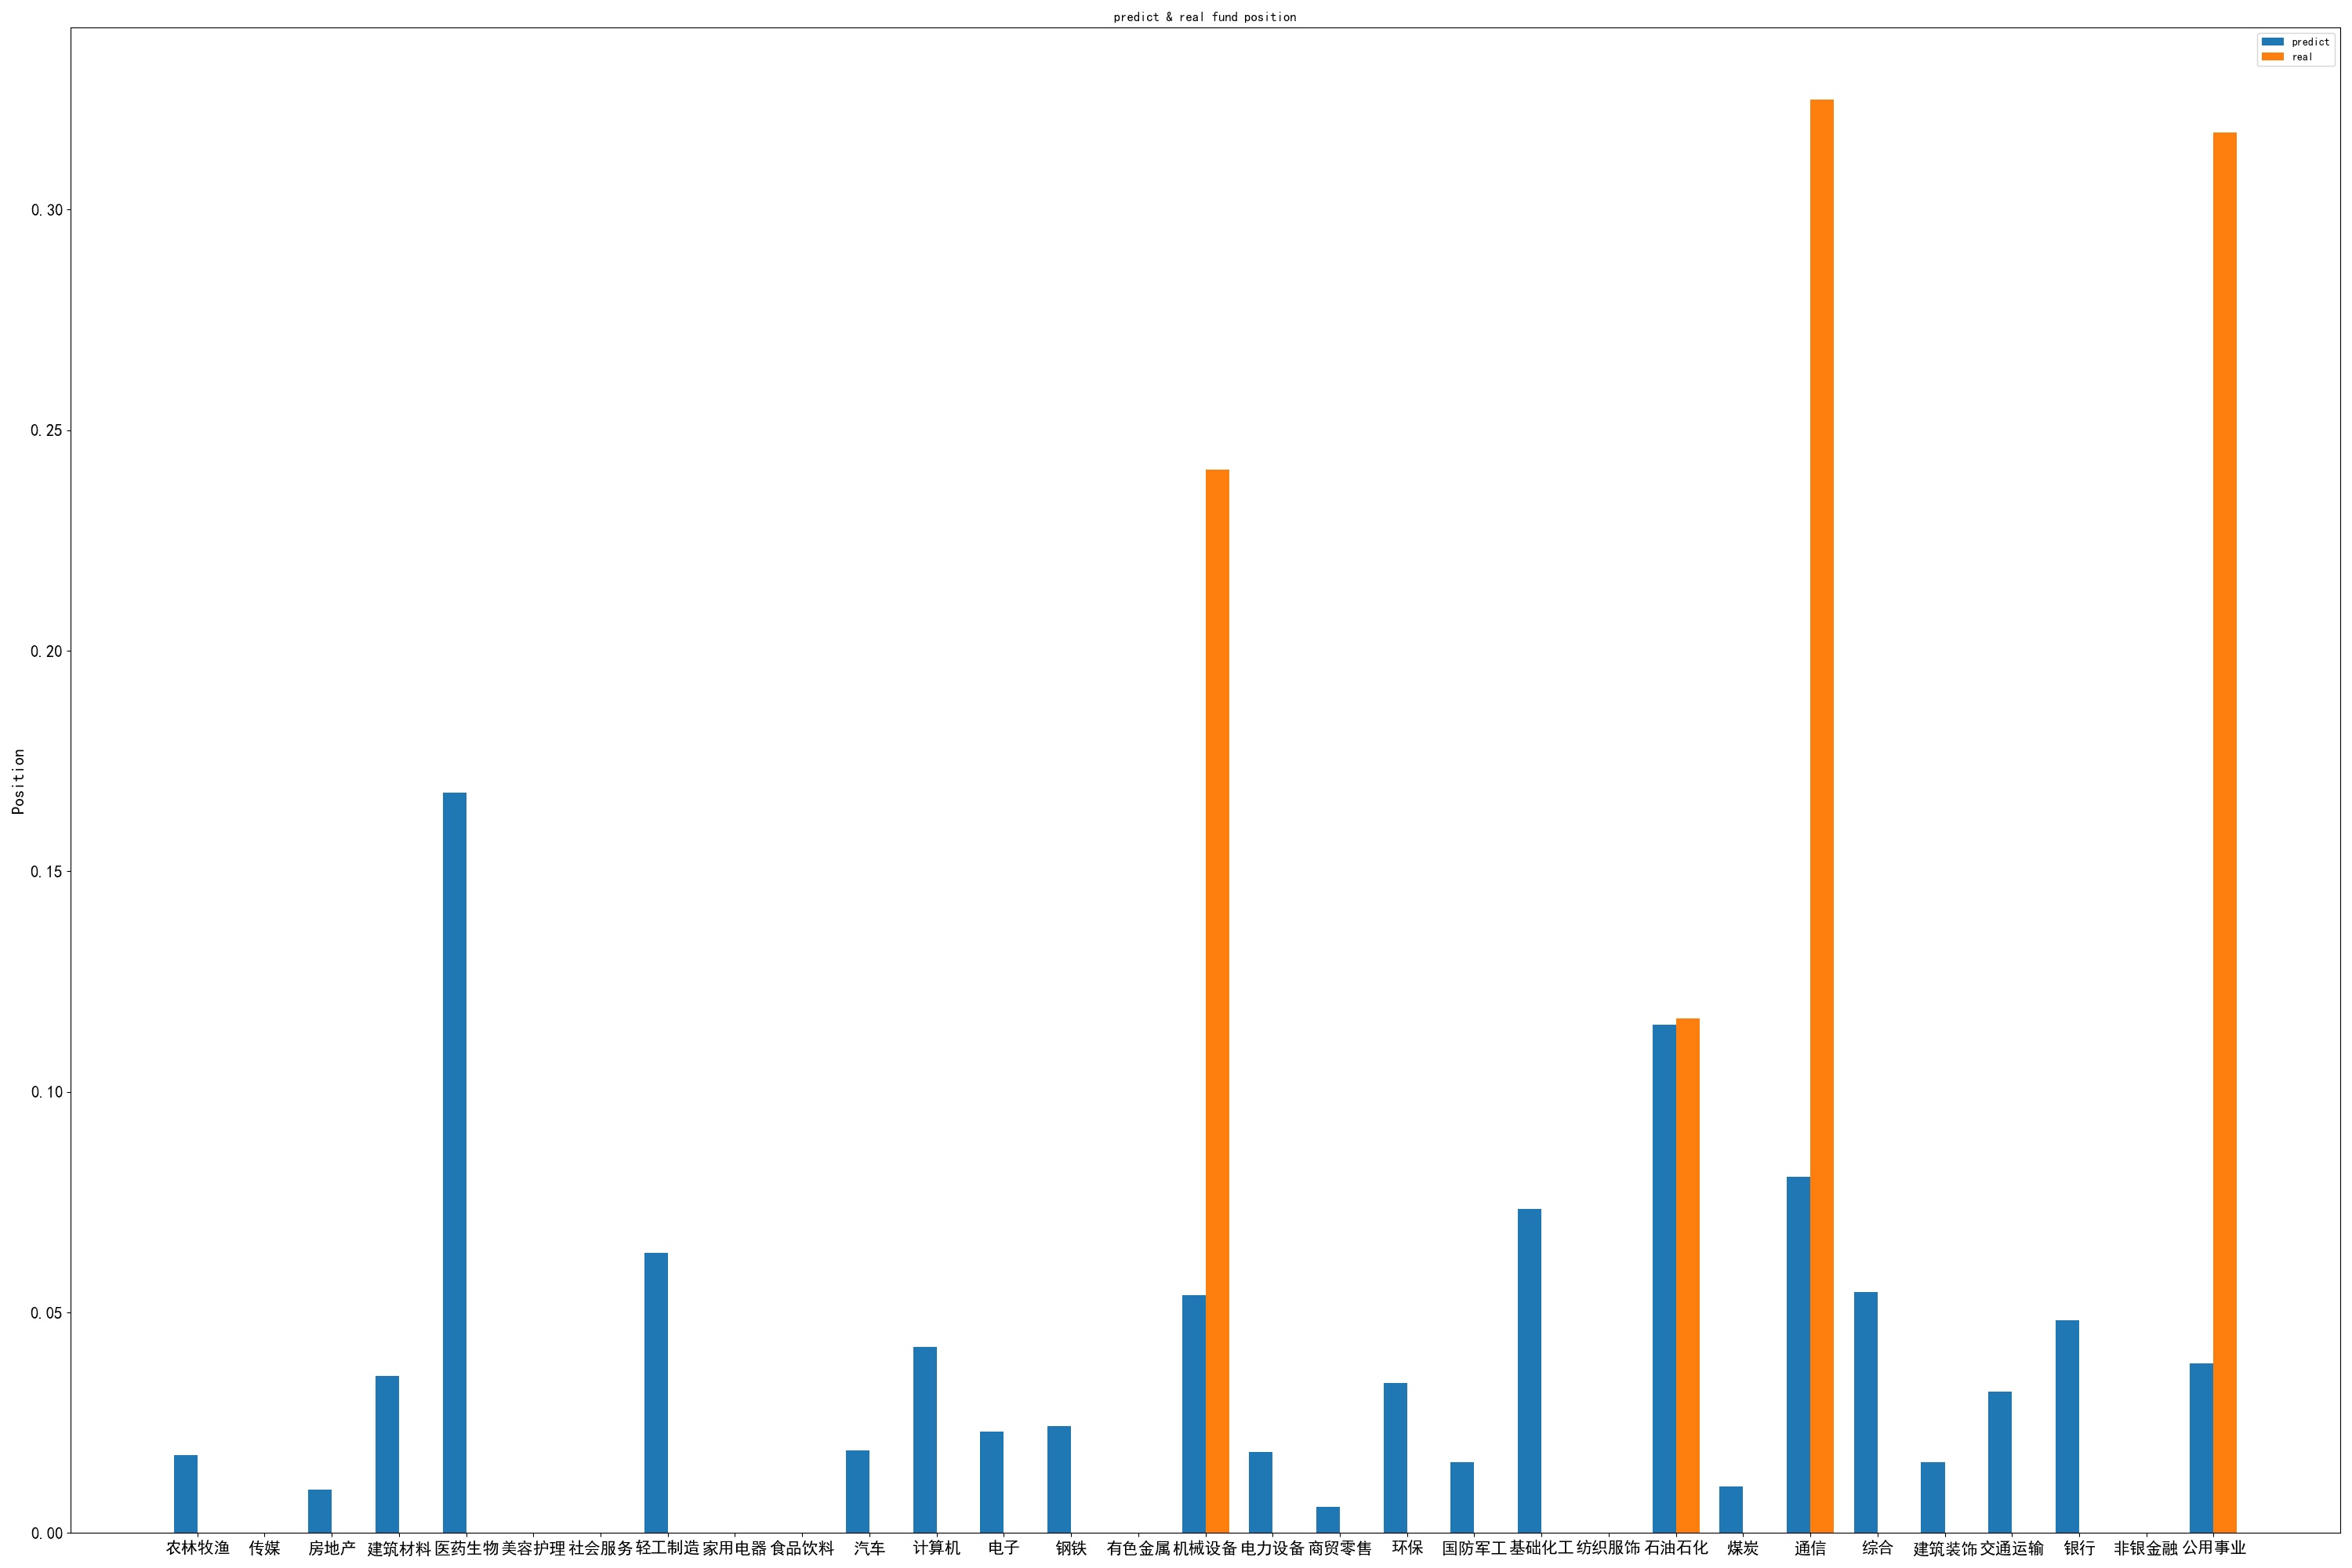 predict & real fund position
predict
real
0.30
0.25
0.20
0.15
0.10
0.05
0.00
Position
农林牧渔 传媒 房地产 建筑材料 医药生物 美容护理 社会服务 轻工制造 家用电器 食品饮料 汽车 计算机 电子 钢铁 有色金属 机械设备 电力设备 商贸零售 环保 国防军工 基础化工 纺织服饰 石油石化 煤炭 通信 综合 建筑装饰 交通运输 银行 非银金融 公用事业